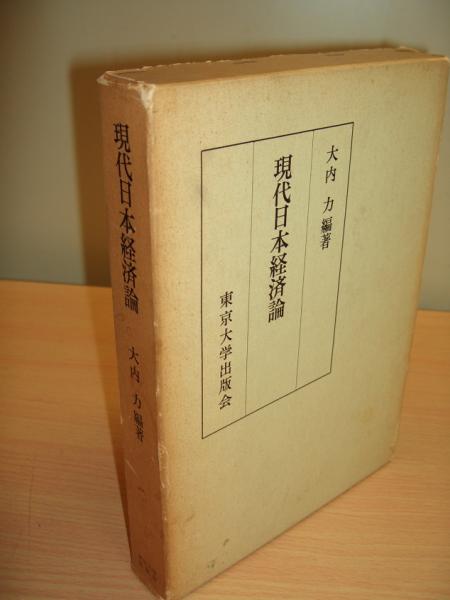 現代日本経済論
大内 力 編著
大内 力 編著
現代日本経済論
東京大学出版会